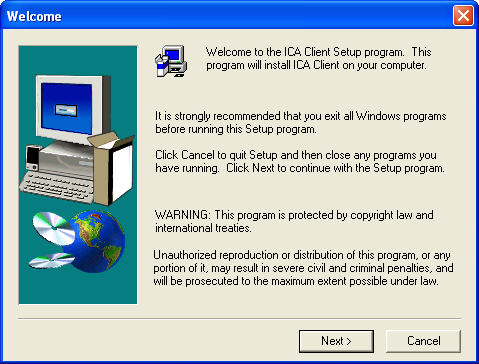 Welcome
Welcome to the ICA Client Setup program. This
program will install ICA Client on your computer.
It is strongly recommended that you exit all Windows programs
before running this Setup program.
Click Cancel to quit Setup and then close any programs you
have running. Click Next to continue with the Setup program.
WARNING: This program is protected by copyright law and
international treaties.
Unauthorized reproduction or distribution of this program, or any
portion of it, may result in severe civil and criminal penalties, and
will be prosecuted to the maximum extent possible under law.
Next >
Cancel